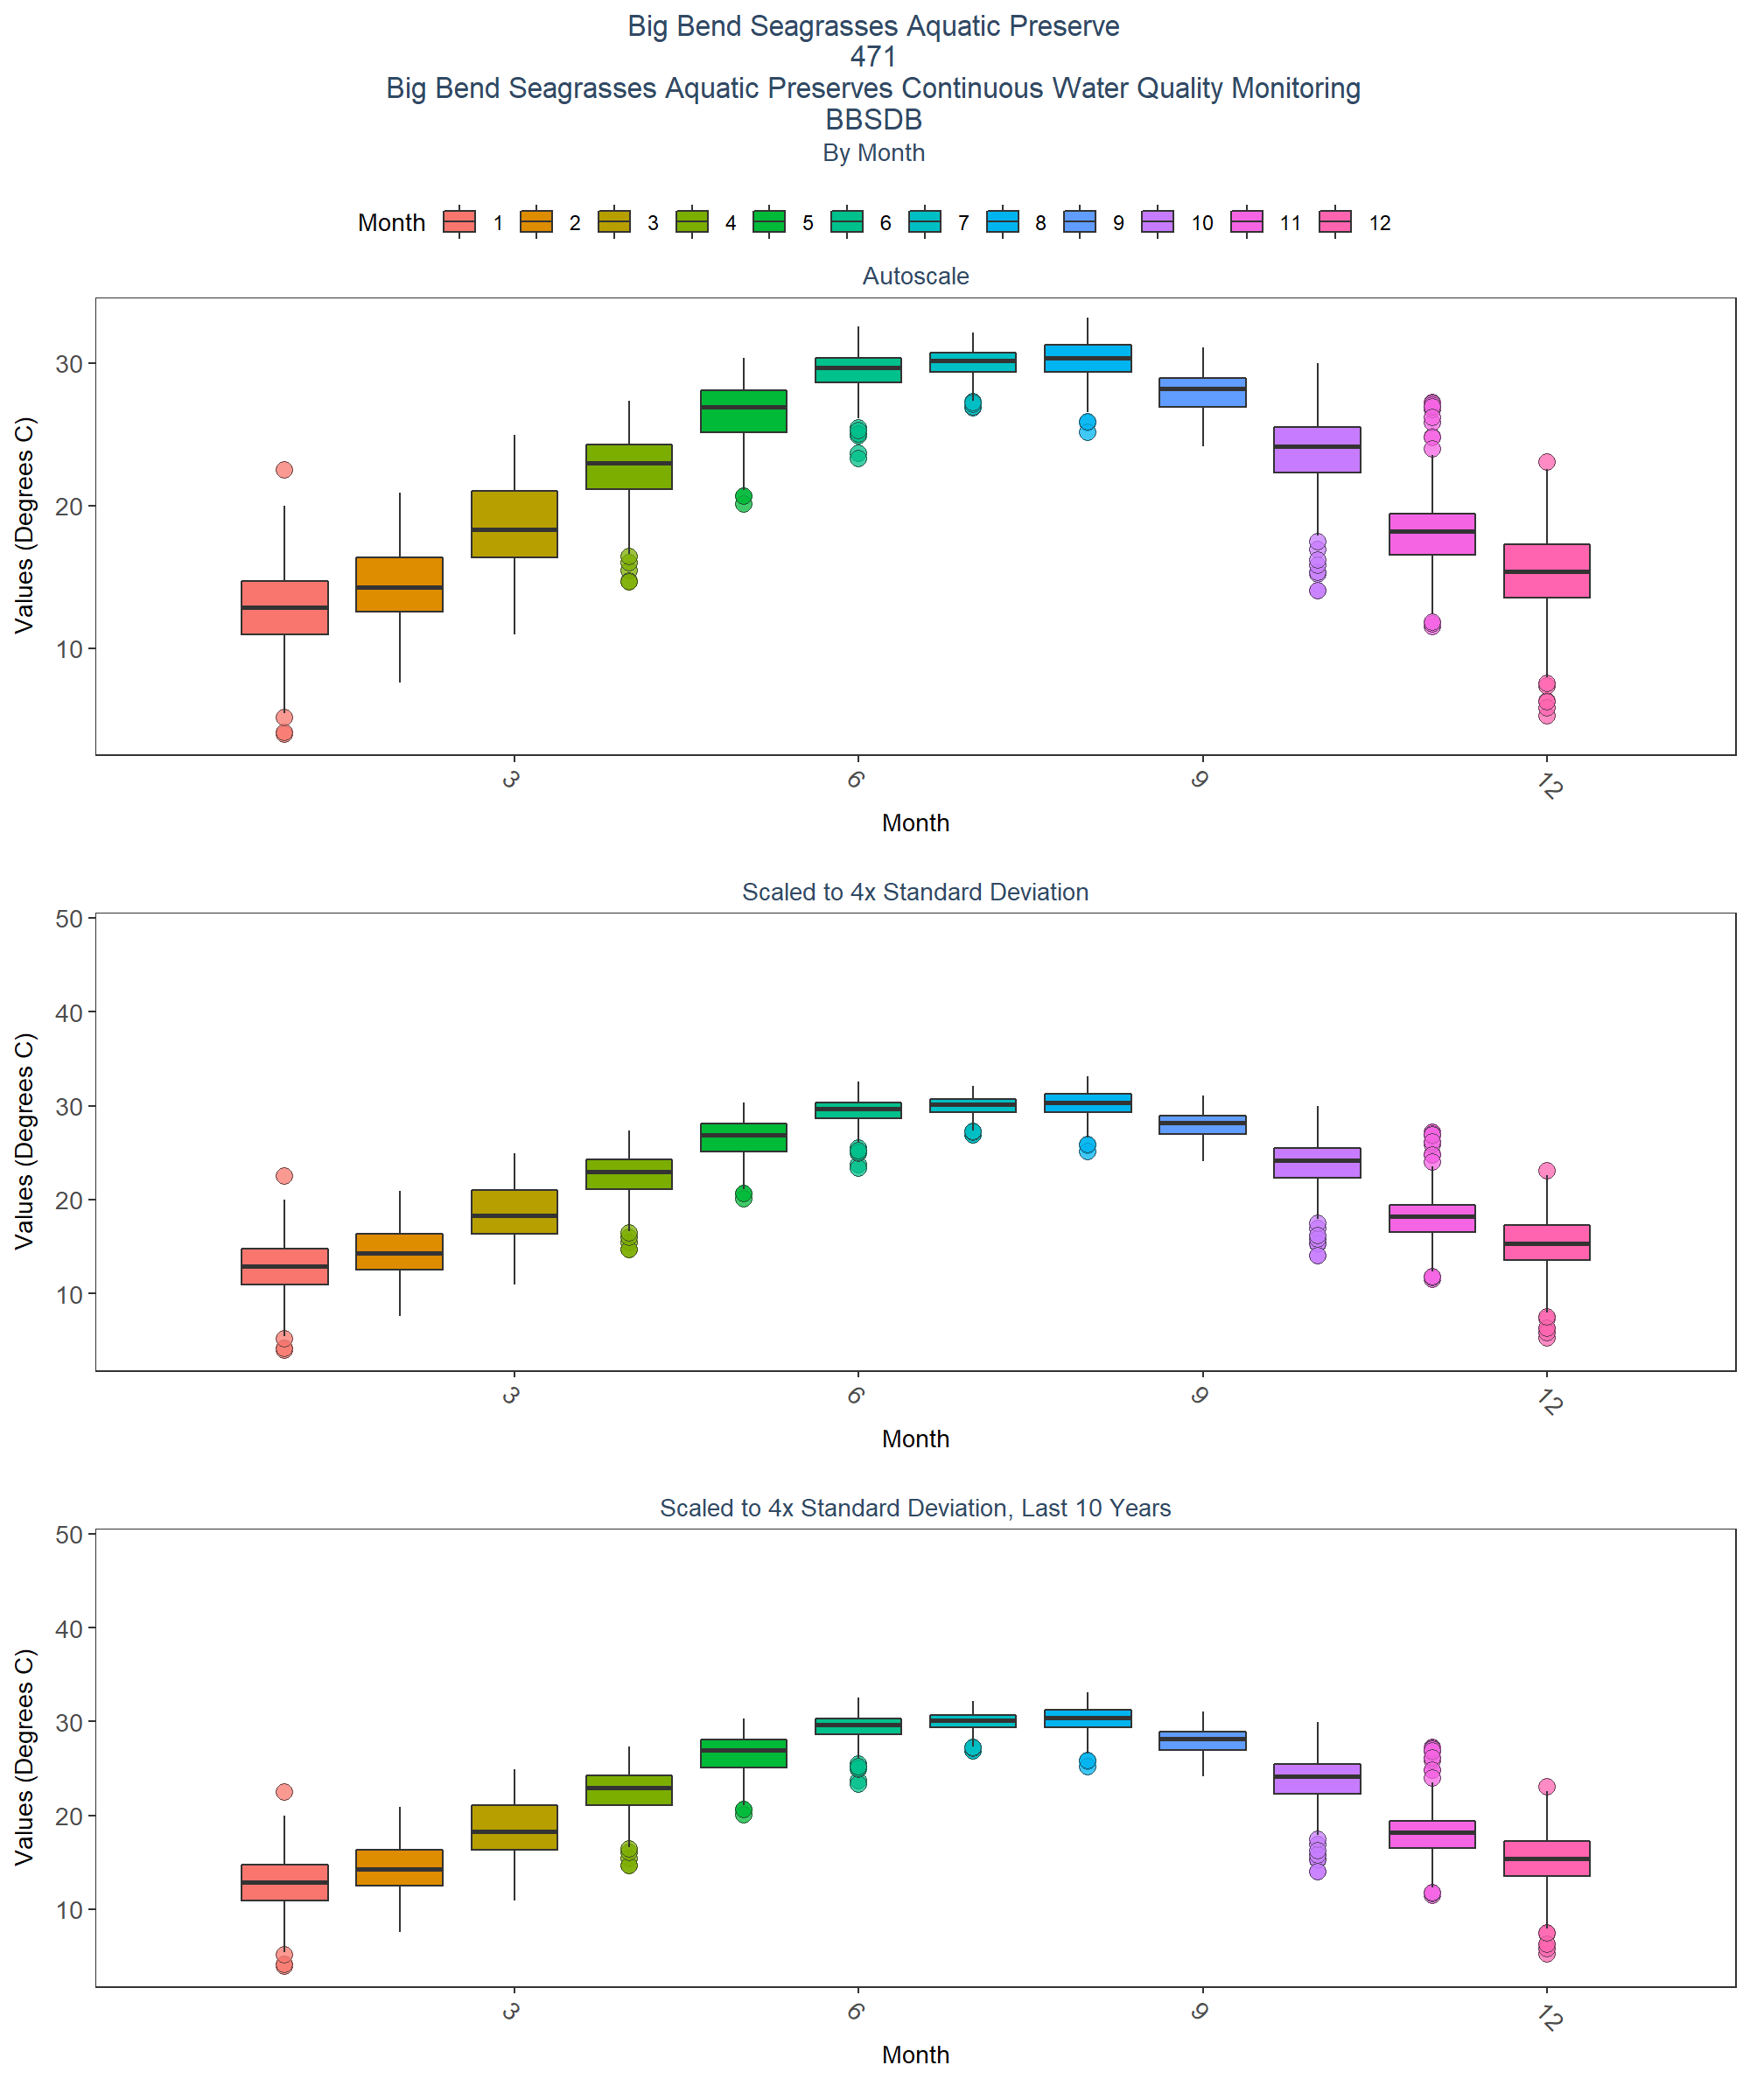 Big Bend Seagrasses Aquatic Preserve
471
Big Bend Seagrasses Aquatic Preserves Continuous Water Quality Monitoring
BBSDB
By Month
Month 1 2 3 4 5 6 7 8 9 10 11 12
Autoscale
Values (Degrees C)
30
20
10
3 6 9 12
Month
Scaled to 4x Standard Deviation
Values (Degrees C)
50
40
30
20
10
3 6 9 12
Month
Scaled to 4x Standard Deviation, Last 10 Years
Values (Degrees C)
50
40
30
20
10
3 6 9 12
Month